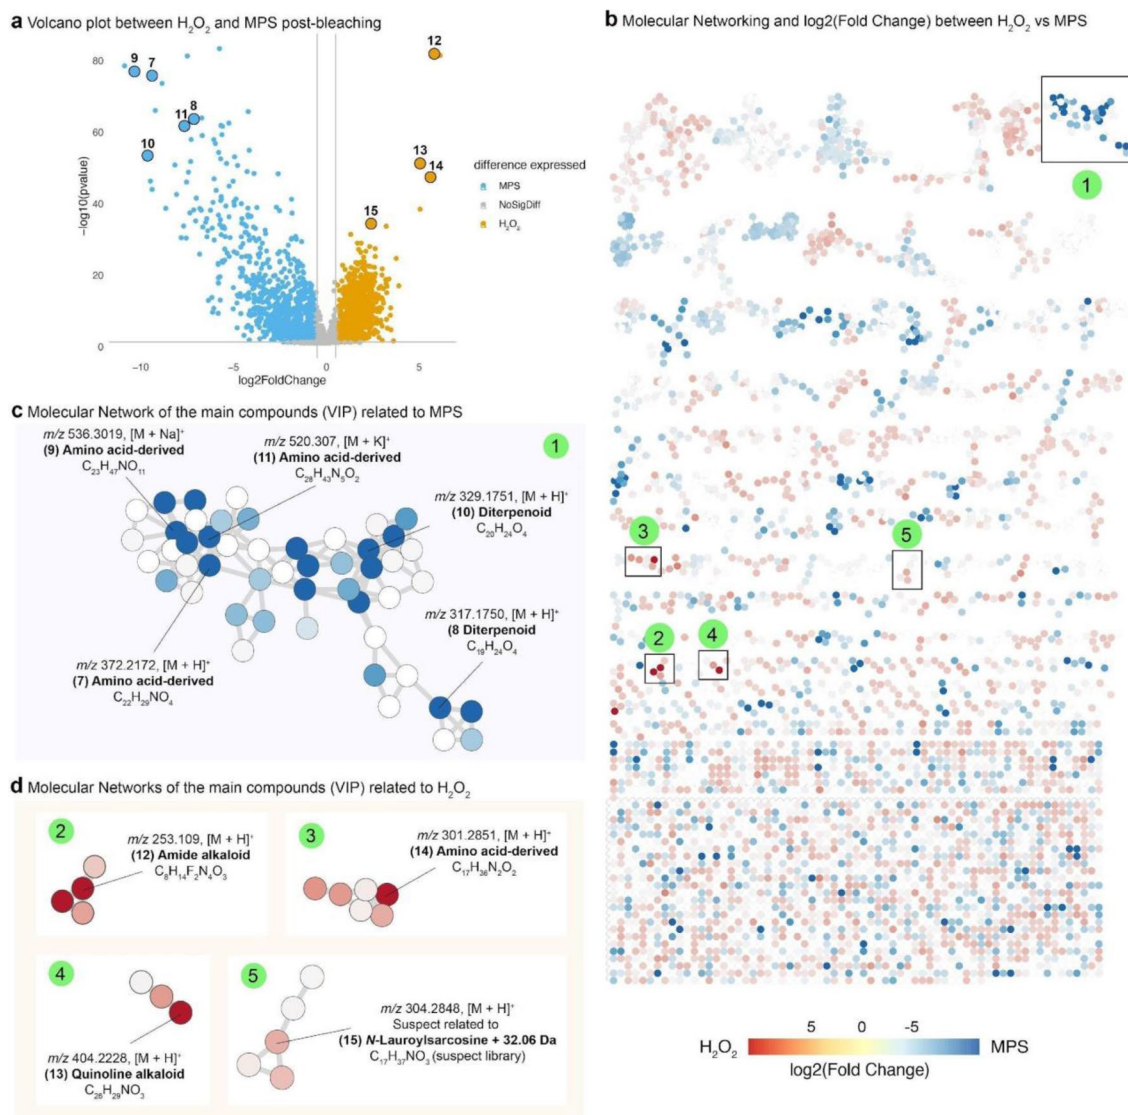 a Volcano plot between H₂O₂ and MPS post-bleaching
9
7
12
8
11
10
13
14
15
80
60
40
20
0
−log10(pvalue)
−10
−5
0
5
log2FoldChange
difference expressed
MPS
NoSigDiff
H₂O₂
b Molecular Networking and log2(Fold Change) between H₂O₂ vs MPS
1
3
5
2
4
5 0 -5
H₂O₂ MPS
log2(Fold Change)
c Molecular Network of the main compounds (VIP) related to MPS
1
m/z 536.3019, [M + Na]⁺
(9) Amino acid-derived
C₂₃H₄₇NO₁₁
m/z 520.307, [M + K]⁺
(11) Amino acid-derived
C₂₈H₄₃N₅O₂
m/z 329.1751, [M + H]⁺
(10) Diterpenoid
C₂₀H₂₄O₄
m/z 317.1750, [M + H]⁺
(8 Diterpenoid
C₁₉H₂₄O₄
m/z 372.2172, [M + H]⁺
(7) Amino acid-derived
C₂₂H₂₉NO₄
d Molecular Networks of the main compounds (VIP) related to H₂O₂
2
m/z 253.109, [M + H]⁺
(12) Amide alkaloid
C₈H₁₄F₂N₄O₃
3
m/z 301.2851, [M + H]⁺
(14) Amino acid-derived
C₁₇H₃₆N₂O₂
4
m/z 404.2228, [M + H]⁺
(13) Quinoline alkaloid
C₂₆H₂₉NO₃
5
m/z 304.2848, [M + H]⁺
Suspect related to
(15) N-Lauroylsarcosine + 32.06 Da
C₁₇H₃₇NO₃ (suspect library)